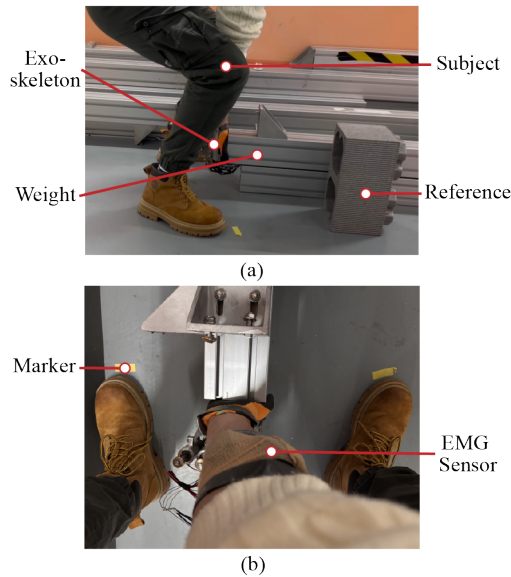 Exo-
skeleton
Subject
Weight
Reference
(a)
Marker
EMG
Sensor
(b)